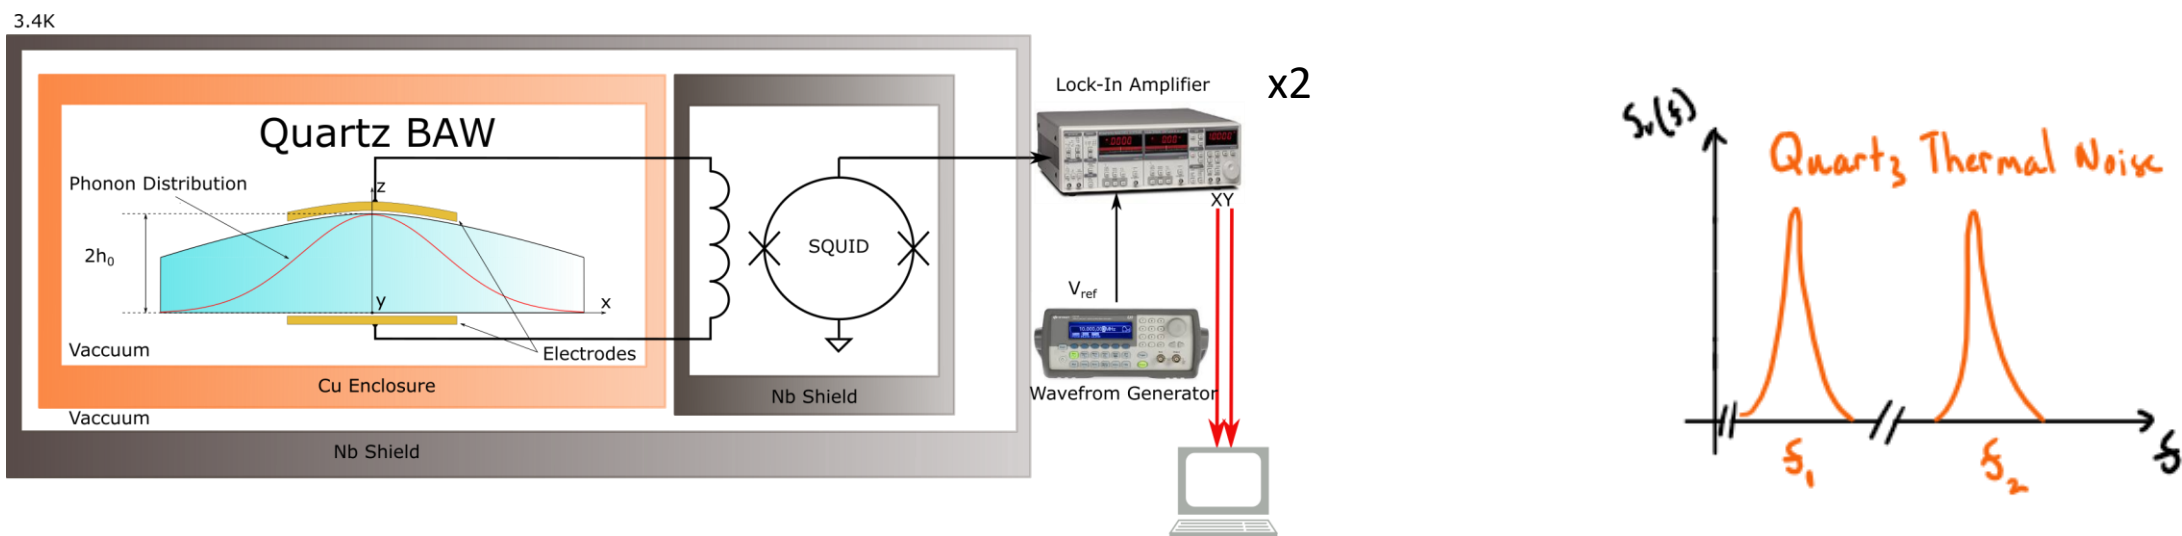 3.4K
x2
Lock-In Amplifier
Quartz BAW
Phonon Distribution
z
2h0
SQUID
XY
Vref
y
x
Vaccuum
Electrodes
Cu Enclosure
Nb Shield
Wavefrom Generator
Vaccuum
Nb Shield
Sv(f)
Quartz Thermal Noise
f1
f2
f